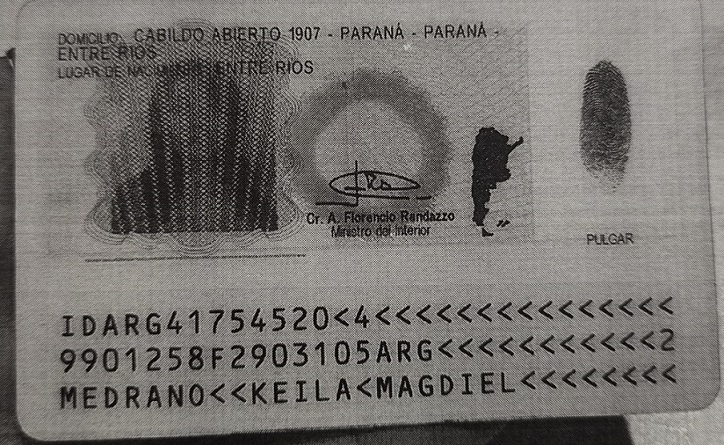 DOMICILIO: CABILDO ABIERTO 1907 - PARANÁ - PARANÁ -
ENTRE RIOS
LUGAR DE NACIMIENTO: ENTRE RIOS
Cr. A. Florencio Randazzo
Ministro del Interior
PULGAR
IDARG41754520<4<<<<<<<<<<<<<<<
9901258F2903105ARG<<<<<<<<<<<2
MEDRANO<<KEILA<MAGDIEL<<<<<<<<